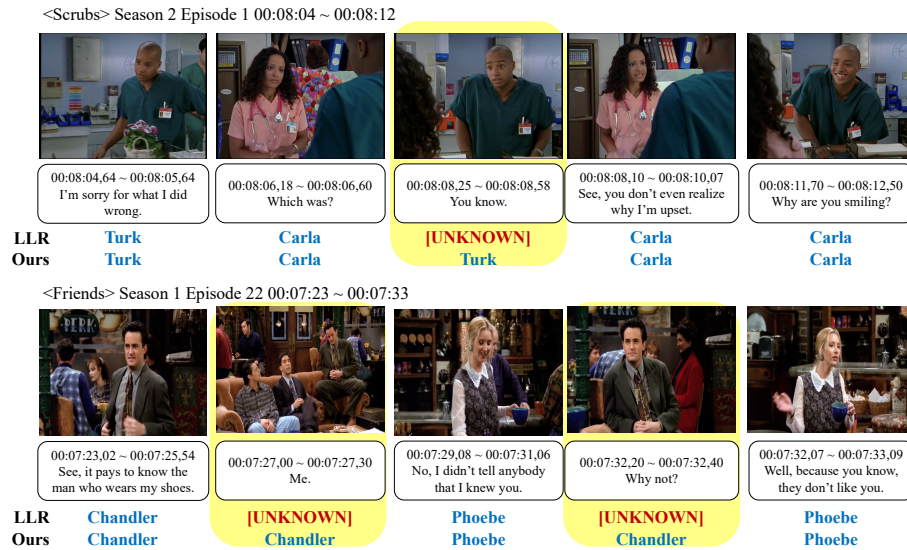 <Scrubs> Season 2 Episode 1 00:08:04 ~ 00:08:12
00:08:04,64 ~ 00:08:05,64
I'm sorry for what I did
wrong.
00:08:06,18 ~ 00:08:06,60
Which was?
00:08:08,25 ~ 00:08:08,58
You know.
00:08:08,10 ~ 00:08:10,07
See, you don't even realize
why I'm upset.
00:08:11,70 ~ 00:08:12,50
Why are you smiling?
LLR Turk Carla [UNKNOWN] Carla Carla
Ours Turk Carla Turk Carla Carla
<Friends> Season 1 Episode 22 00:07:23 ~ 00:07:33
PERK
PERK
00:07:23,02 ~ 00:07:25,54
See, it pays to know the
man who wears my shoes.
00:07:27,00 ~ 00:07:27,30
Me.
00:07:29,08 ~ 00:07:31,06
No, I didn't tell anybody
that I knew you.
00:07:32,20 ~ 00:07:32,40
Why not?
00:07:32,07 ~ 00:07:33,09
Well, because you know,
they don't like you.
LLR Chandler [UNKNOWN] Phoebe [UNKNOWN] Phoebe
Ours Chandler Chandler Phoebe Chandler Phoebe